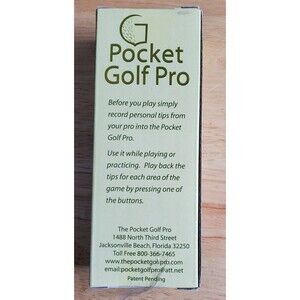 Pocket
Golf Pro
Before you play simply
record personal tips from
your pro into the Pocket
Golf Pro.
Use it while playing or
practicing. Play back the
tips for each area of the
game by pressing one of
the buttons.
The Pocket Golf Pro
1488 North Third Street
Jacksonville Beach, Florida 32250
Toll Free 800-366-7465
www.thepocketgolfpro.com
email:pocketgolfpro@att.net
Patent Pending